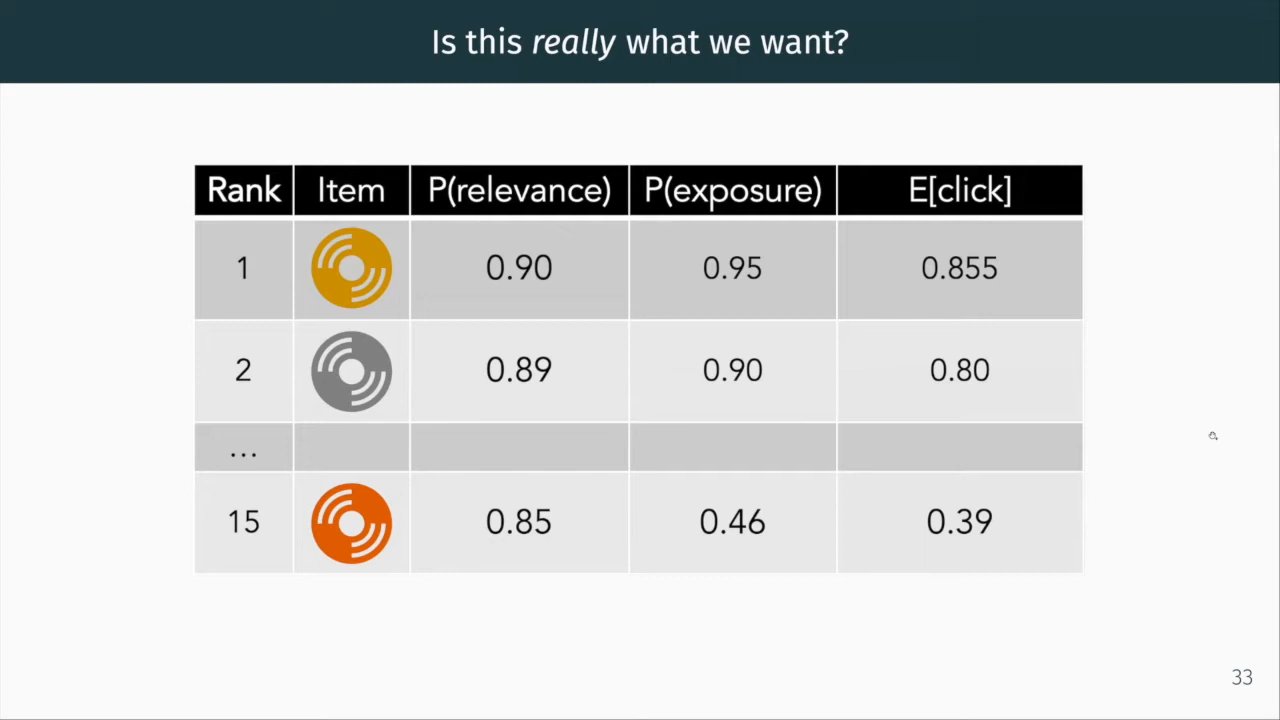 Is this really what we want?
Rank Item P(relevance) P(exposure) E[click]
1 0.90 0.95 0.855
2 0.89 0.90 0.80
...
15 0.85 0.46 0.39
33